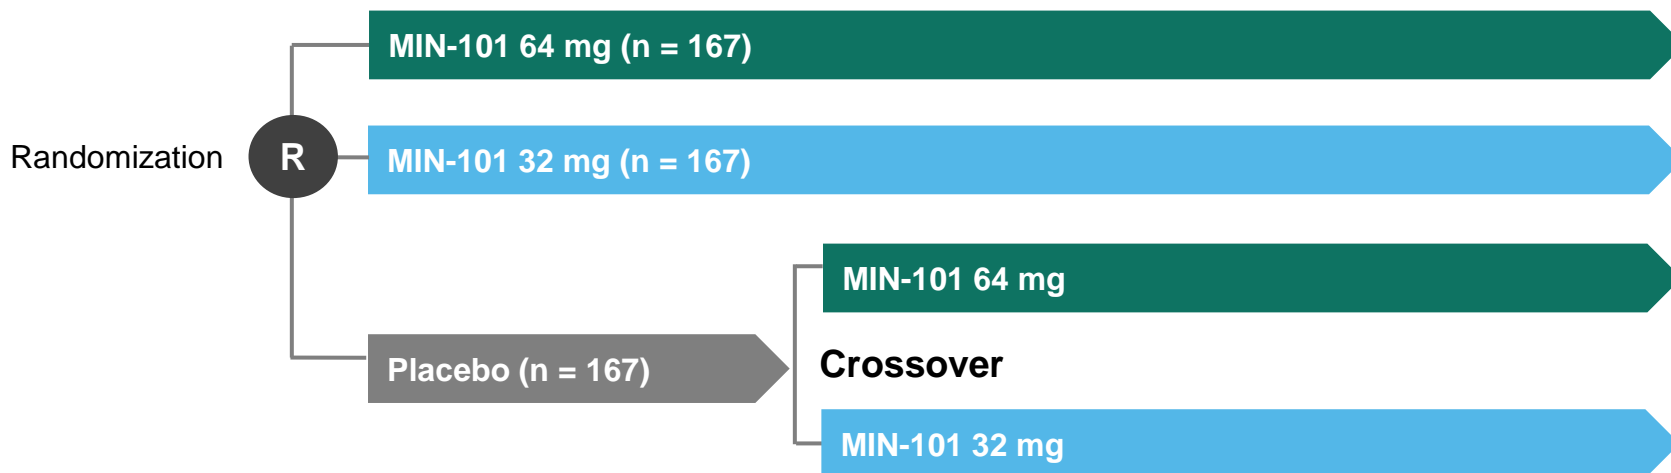 MIN-101 64 mg (n = 167)
Randomization
R
MIN-101 32 mg (n = 167)
MIN-101 64 mg
Placebo (n = 167)
Crossover
MIN-101 32 mg